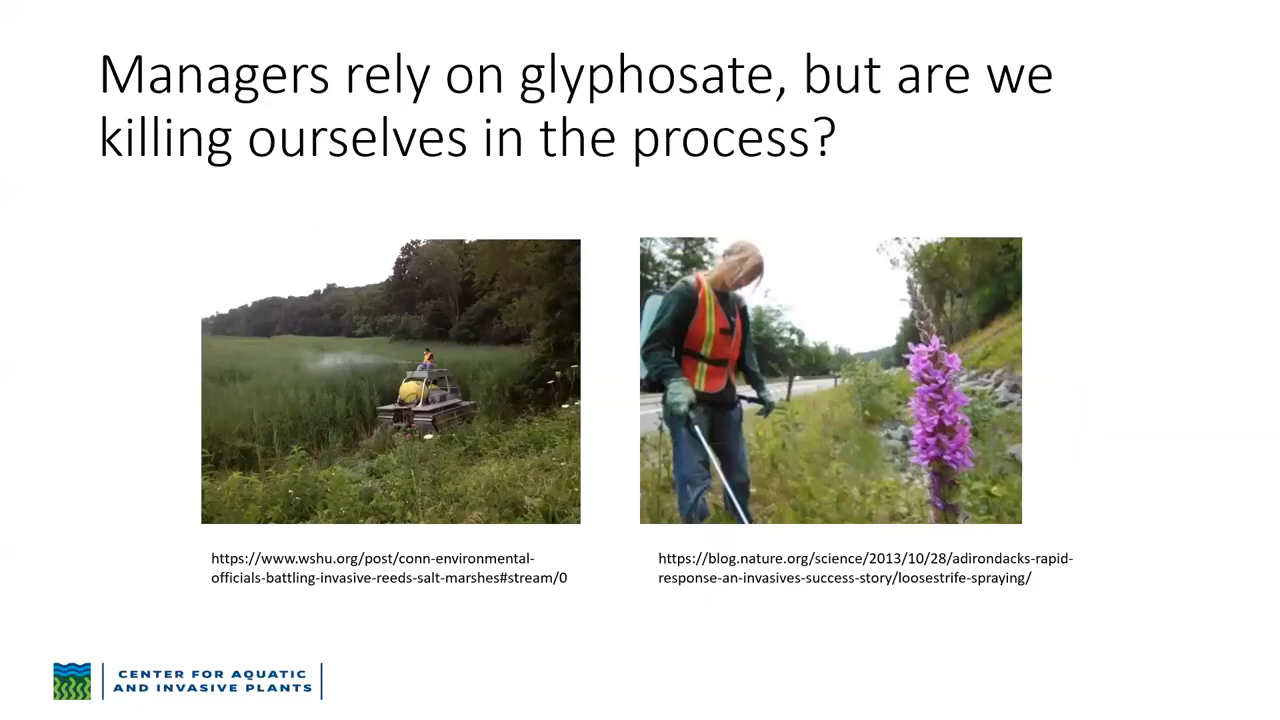 Managers rely on glyphosate, but are we
killing ourselves in the process?
https://www.wshu.org/post/conn-environmental-
officials-battling-invasive-reeds-salt-marshes#stream/0
https://blog.nature.org/science/2013/10/28/adirondacks-rapid-
response-an-invasives-success-story/loosestrife-spraying/
CENTER FOR AQUATIC
AND INVASIVE PLANTS